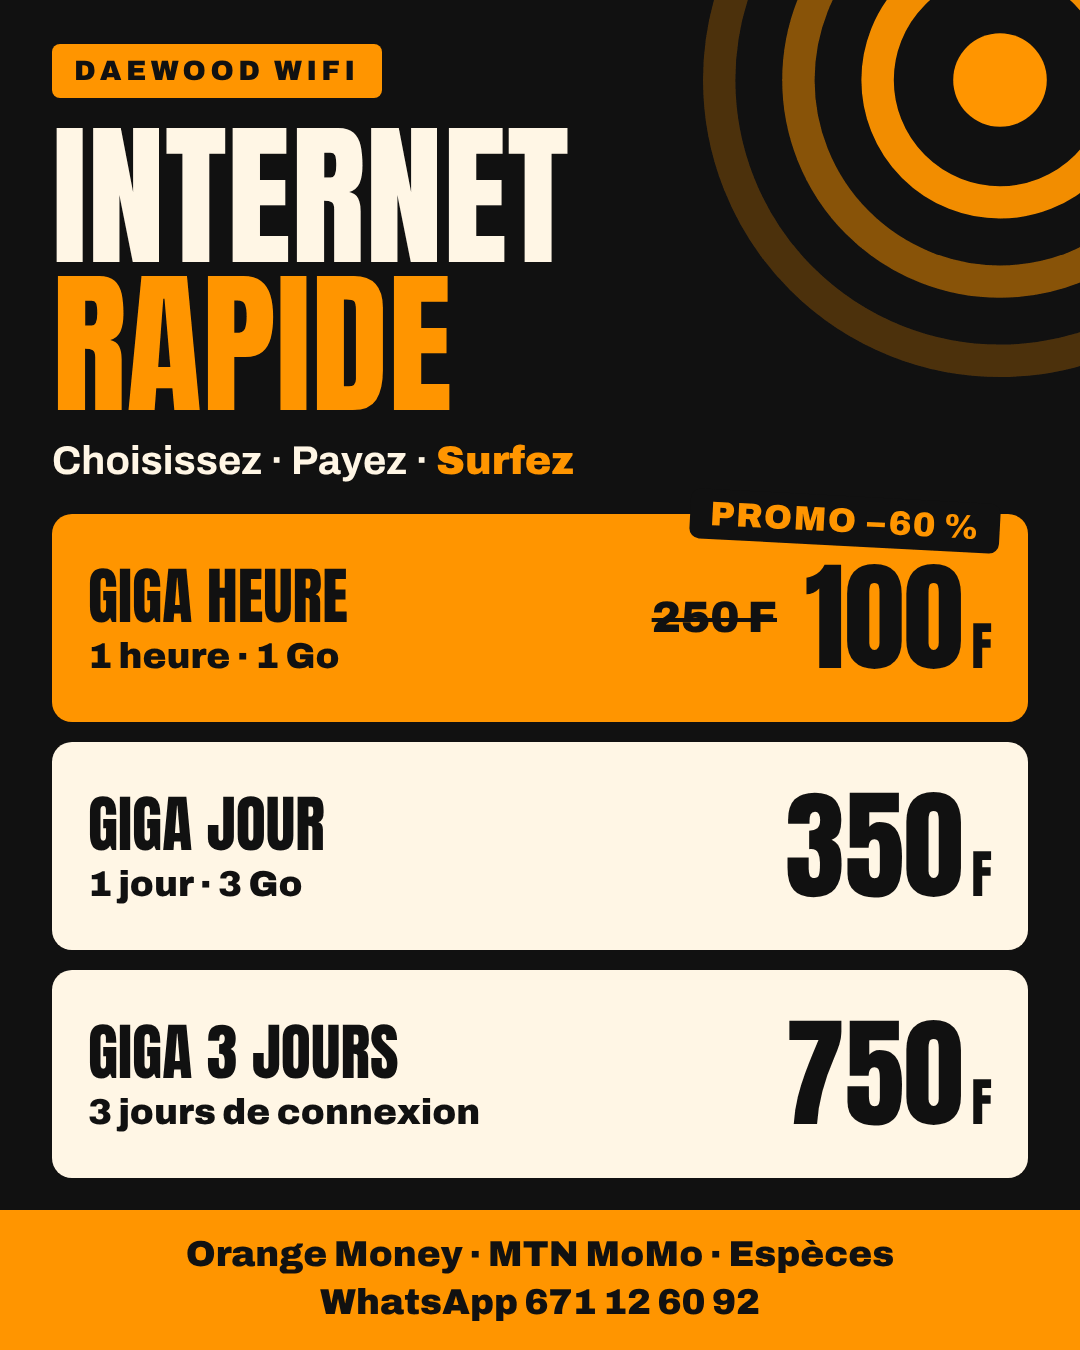 DAEWOOD WIFI
INTERNET
RAPIDE
Choisissez · Payez · Surfez
PROMO –60 %
GIGA HEURE
1 heure · 1 Go
250 F
100 F
GIGA JOUR
1 jour · 3 Go
350 F
GIGA 3 JOURS
3 jours de connexion
750 F
Orange Money · MTN MoMo · Espèces
WhatsApp 671 12 60 92